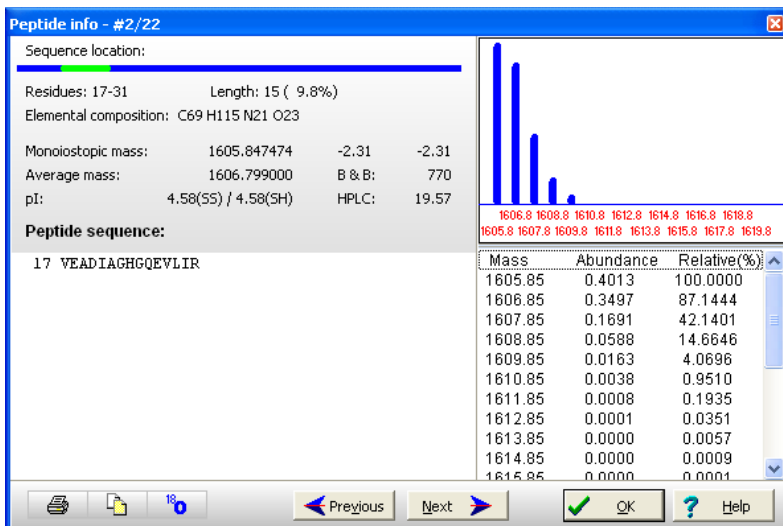 Peptide info - #2/22
Sequence location:
Residues: 17-31 Length: 15 ( 9.8%)
Elemental composition: C69 H115 N21 O23
Monoiostopic mass: 1605.847474 -2.31 -2.31
Average mass: 1606.799000 B & B: 770
pI: 4.58(SS) / 4.58(SH) HPLC: 19.57
Peptide sequence:
17 VEADIAGHGQEVLIR
1606.8 1608.8 1610.8 1612.8 1614.8 1616.8 1618.8
1605.8 1607.8 1609.8 1611.8 1613.8 1615.8 1617.8 1619.8
Mass Abundance Relative(%)
1605.85 0.4013 100.0000
1606.85 0.3497 87.1444
1607.85 0.1691 42.1401
1608.85 0.0588 14.6646
1609.85 0.0163 4.0696
1610.85 0.0038 0.9510
1611.85 0.0008 0.1935
1612.85 0.0001 0.0351
1613.85 0.0000 0.0057
1614.85 0.0000 0.0009
1615.85 0.0000 0.0001
18O Previous Next OK ? Help